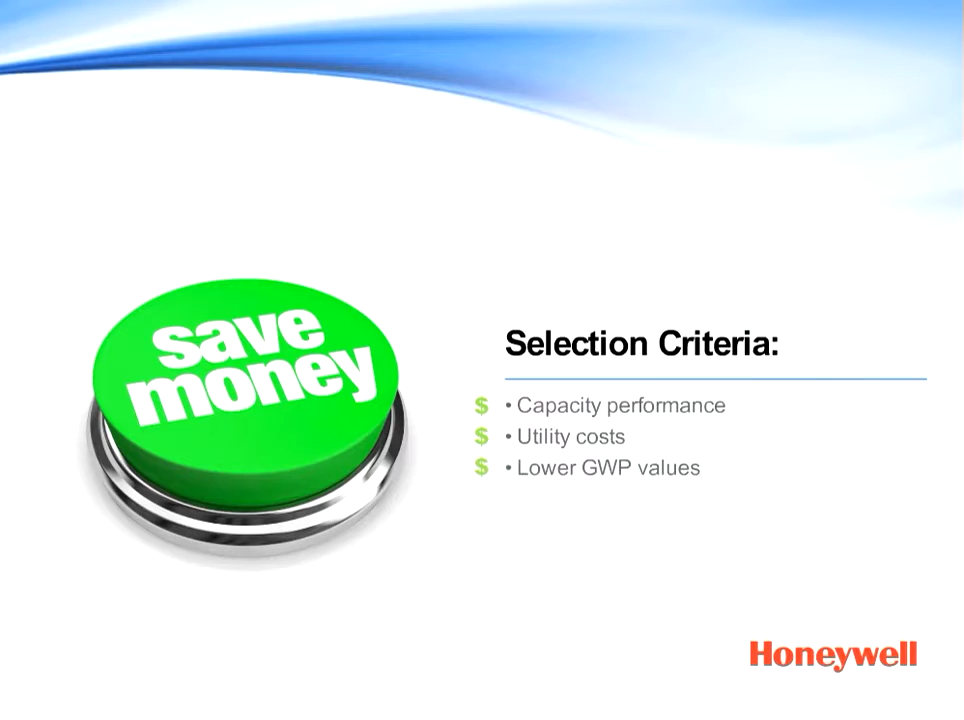 save
money
Selection Criteria:
$ • Capacity performance
$ • Utility costs
$ • Lower GWP values
Honeywell